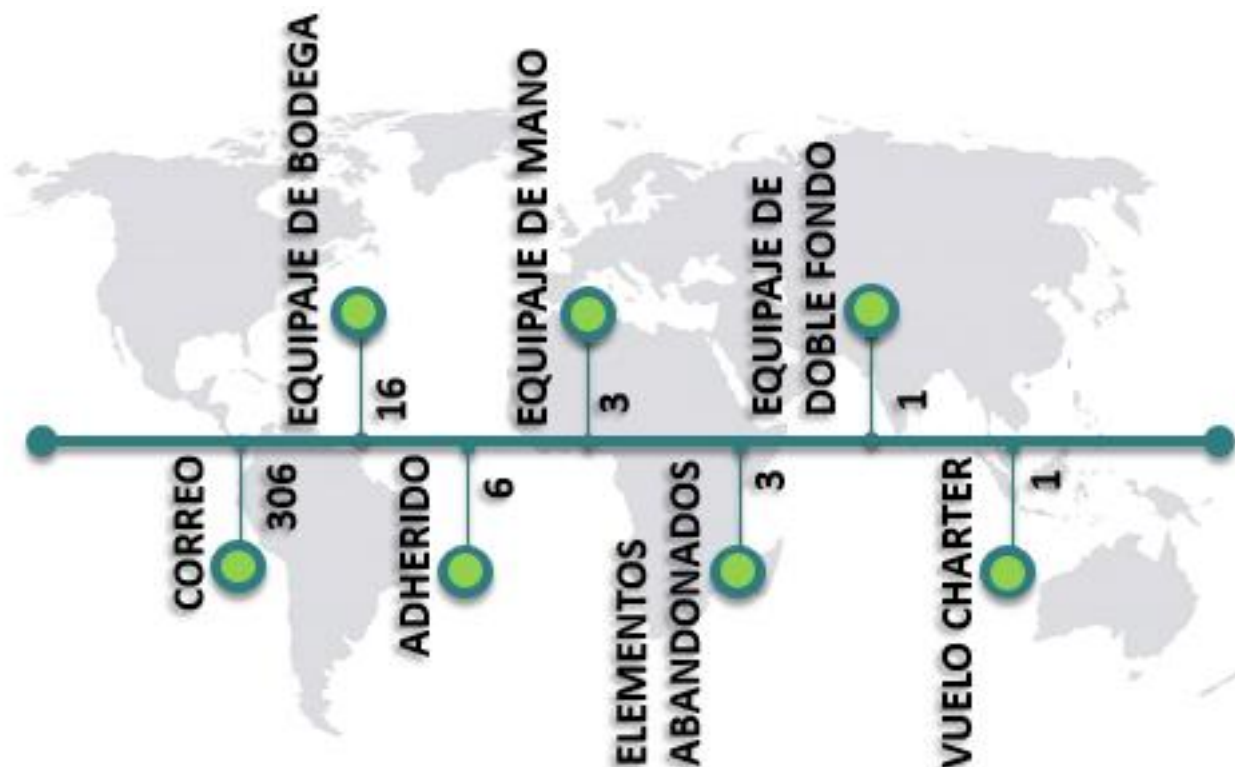 CORREO
306
EQUIPAJE DE BODEGA
16
ADHERIDO
6
EQUIPAJE DE MANO
3
ELEMENTOS
ABANDONADOS
3
EQUIPAJE DE
DOBLE FONDO
1
VUELO CHARTER
1